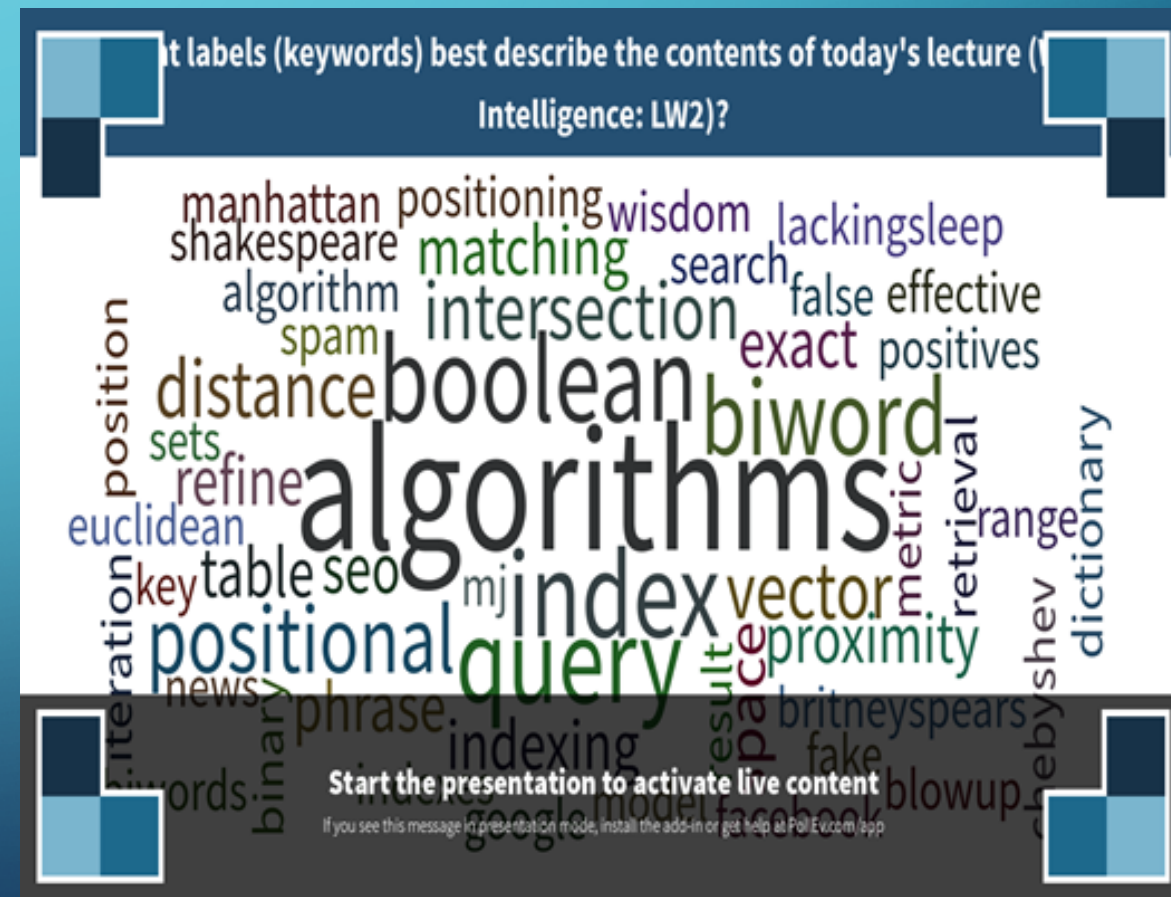 t labels (keywords) best describe the contents of today's lecture (
Intelligence: LW2)?
manhattan
positioning
wisdom
lackingsleep
shakespeare
matching
search
algorithm
intersection
false
effective
spam
boolean
exact
positives
position
distance
biword
sets
refine
algorithms
metric
retrieval
range
dictionary
euclidean
iteration
key
table
seo
mj
index
vector
positional
query
result
space
proximity
chebyshev
news
binary
phrase
indexing
britneyspears
fake
biwords
indexes
google
model
facebook
blowup
Start the presentation to activate live content
If you see this message in presentation mode, install the add-in or get help at PollEv.com/app